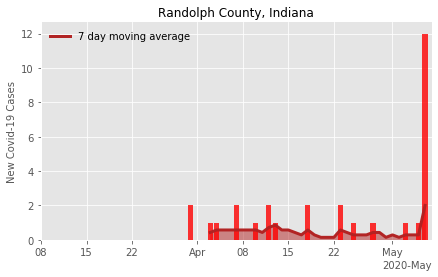 Randolph County, Indiana
7 day moving average
New Covid-19 Cases
12
10
8
6
4
2
0
08 15 22 Apr 08 15 22 May
2020-May